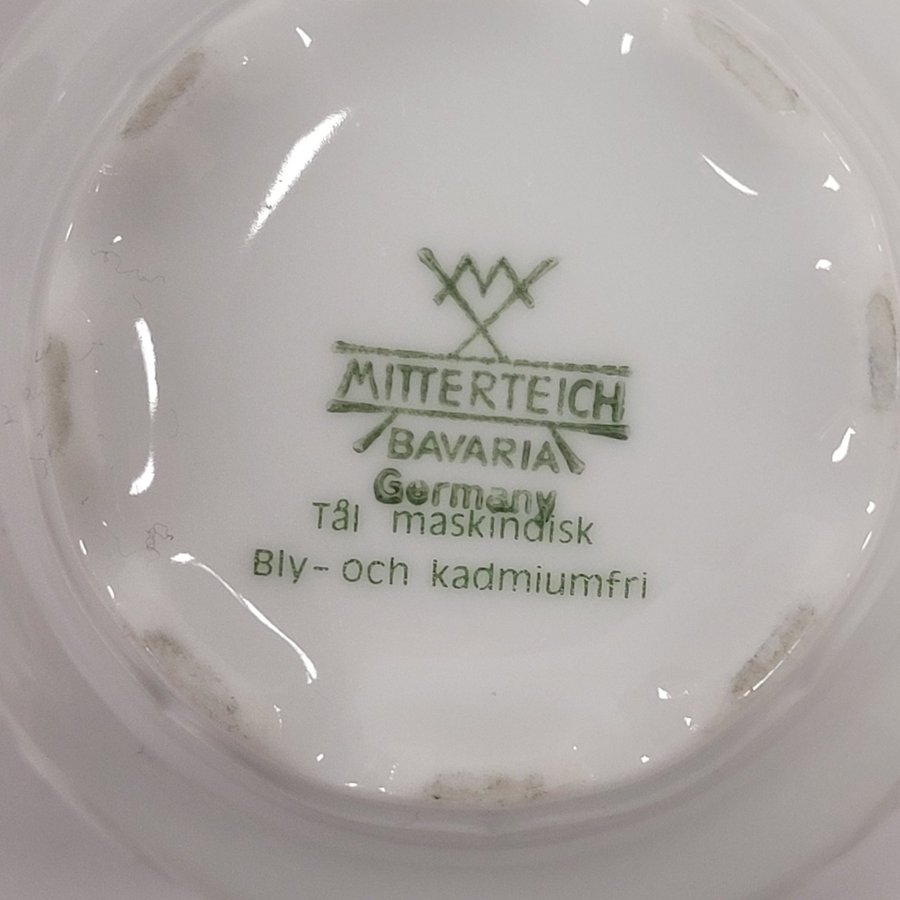 MITTERTEICH
BAVARIA
Germany
Tål maskindisk
Bly- och kadmiumfri